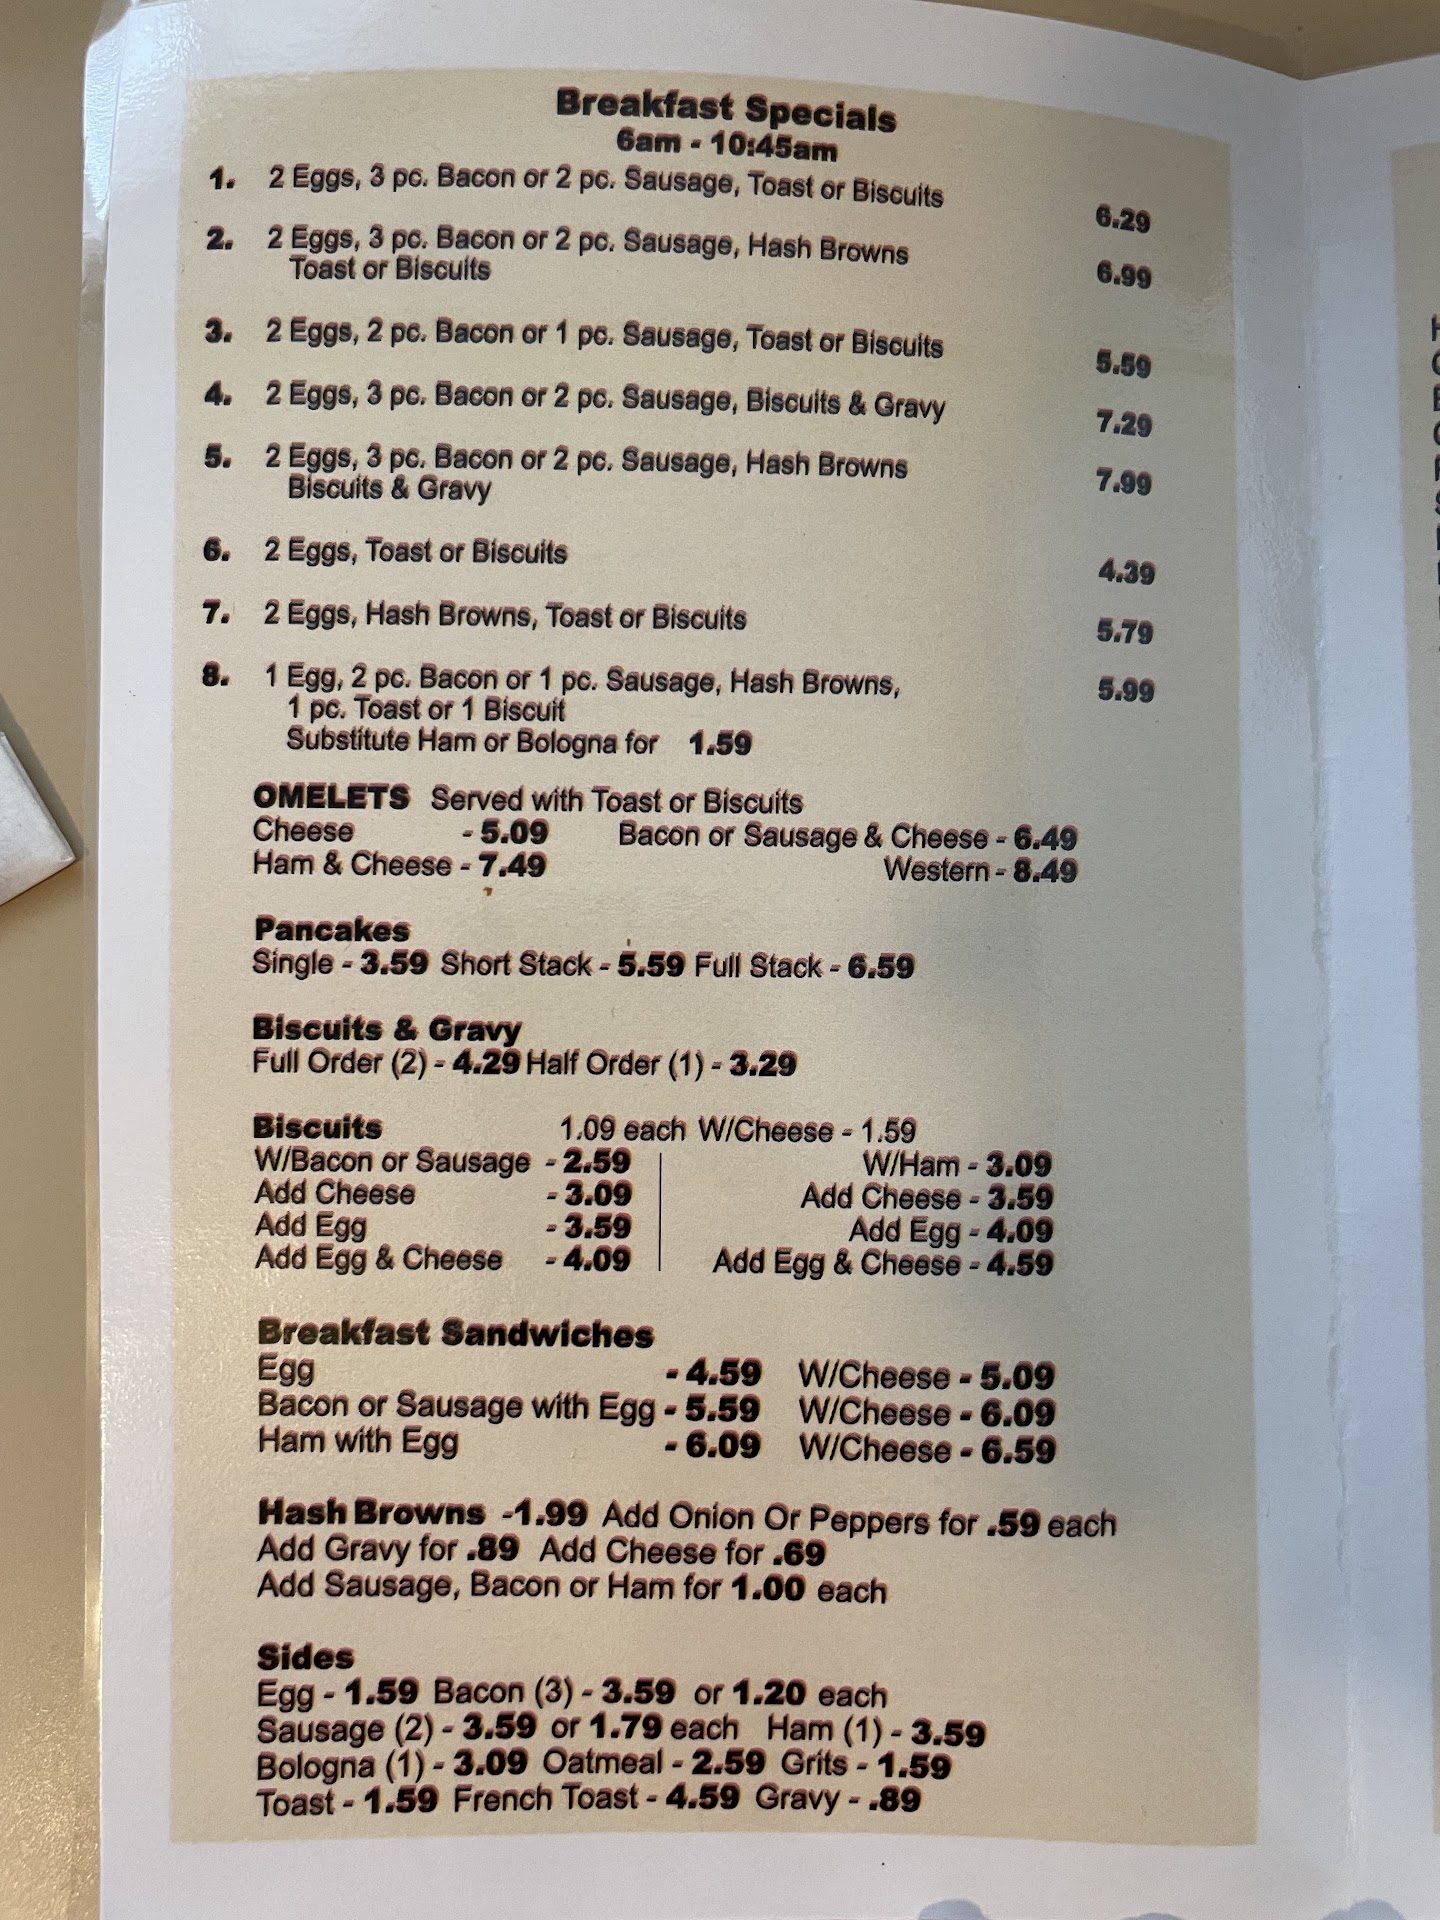 Breakfast Specials
6am - 10:45am
1. 2 Eggs, 3 pc. Bacon or 2 pc. Sausage, Toast or Biscuits 6.29
2. 2 Eggs, 3 pc. Bacon or 2 pc. Sausage, Hash Browns 6.99
Toast or Biscuits
3. 2 Eggs, 2 pc. Bacon or 1 pc. Sausage, Toast or Biscuits 5.59
4. 2 Eggs, 3 pc. Bacon or 2 pc. Sausage, Biscuits & Gravy 7.29
5. 2 Eggs, 3 pc. Bacon or 2 pc. Sausage, Hash Browns 7.99
Biscuits & Gravy
6. 2 Eggs, Toast or Biscuits 4.39
7. 2 Eggs, Hash Browns, Toast or Biscuits 5.79
8. 1 Egg, 2 pc. Bacon or 1 pc. Sausage, Hash Browns, 5.99
1 pc. Toast or 1 Biscuit
Substitute Ham or Bologna for 1.59
OMELETS Served with Toast or Biscuits
Cheese - 5.09 Bacon or Sausage & Cheese - 6.49
Ham & Cheese - 7.49 Western - 8.49
Pancakes
Single - 3.59 Short Stack - 5.59 Full Stack - 6.59
Biscuits & Gravy
Full Order (2) - 4.29 Half Order (1) - 3.29
Biscuits 1.09 each W/Cheese - 1.59
W/Bacon or Sausage - 2.59 W/Ham - 3.09
Add Cheese - 3.09 Add Cheese - 3.59
Add Egg - 3.59 Add Egg - 4.09
Add Egg & Cheese - 4.09 Add Egg & Cheese - 4.59
Breakfast Sandwiches
Egg - 4.59 W/Cheese - 5.09
Bacon or Sausage with Egg - 5.59 W/Cheese - 6.09
Ham with Egg - 6.09 W/Cheese - 6.59
Hash Browns -1.99 Add Onion Or Peppers for .59 each
Add Gravy for .89 Add Cheese for .69
Add Sausage, Bacon or Ham for 1.00 each
Sides
Egg - 1.59 Bacon (3) - 3.59 or 1.20 each
Sausage (2) - 3.59 or 1.79 each Ham (1) - 3.59
Bologna (1) - 3.09 Oatmeal - 2.59 Grits - 1.59
Toast - 1.59 French Toast - 4.59 Gravy - .89